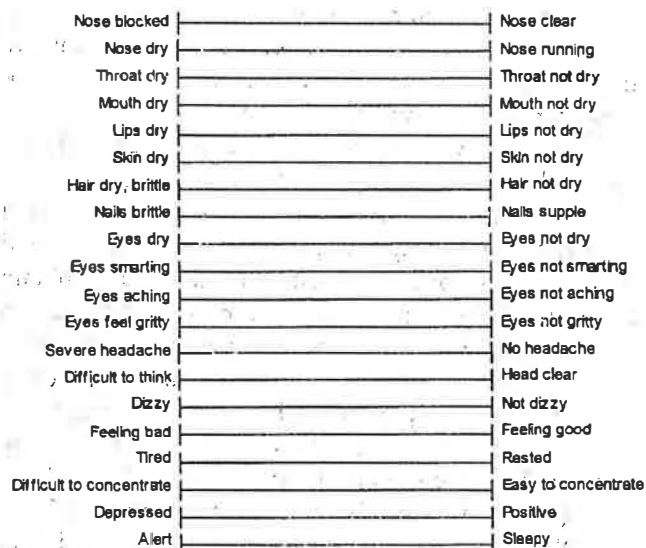 Nose blocked Nose clear
Nose dry Nose running
Throat dry Throat not dry
Mouth dry Mouth not dry
Lips dry Lips not dry
Skin dry Skin not dry
Hair dry, brittle Hair not dry
Nails brittle Nails supple
Eyes dry Eyes not dry
Eyes smarting Eyes not smarting
Eyes aching Eyes not aching
Eyes feel gritty Eyes not gritty
Severe headache No headache
Difficult to think Head clear
Dizzy Not dizzy
Feeling bad Feeling good
Tired Rested
Difficult to concentrate Easy to concentrate
Depressed Positive
Alert Sleepy